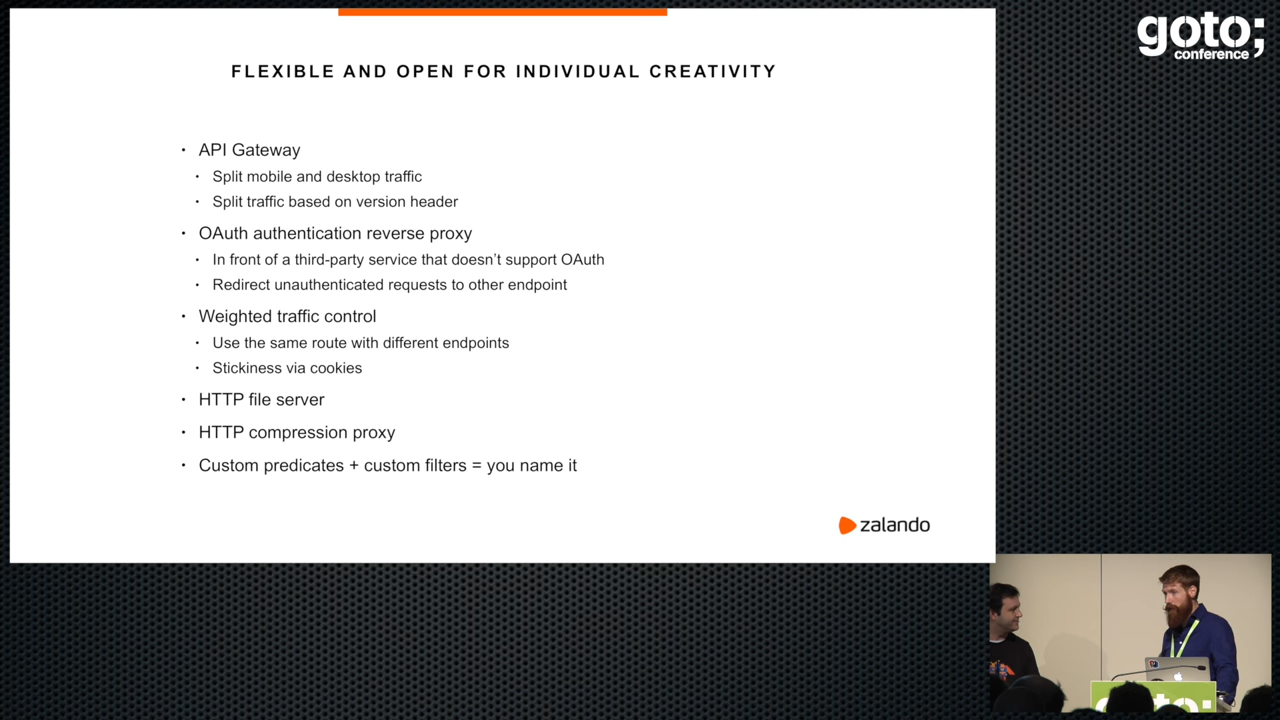 goto;
conference
FLEXIBLE AND OPEN FOR INDIVIDUAL CREATIVITY
• API Gateway
• Split mobile and desktop traffic
• Split traffic based on version header
• OAuth authentication reverse proxy
• In front of a third-party service that doesn’t support OAuth
• Redirect unauthenticated requests to other endpoint
• Weighted traffic control
• Use the same route with different endpoints
• Stickiness via cookies
• HTTP file server
• HTTP compression proxy
• Custom predicates + custom filters = you name it
zalando
goto;